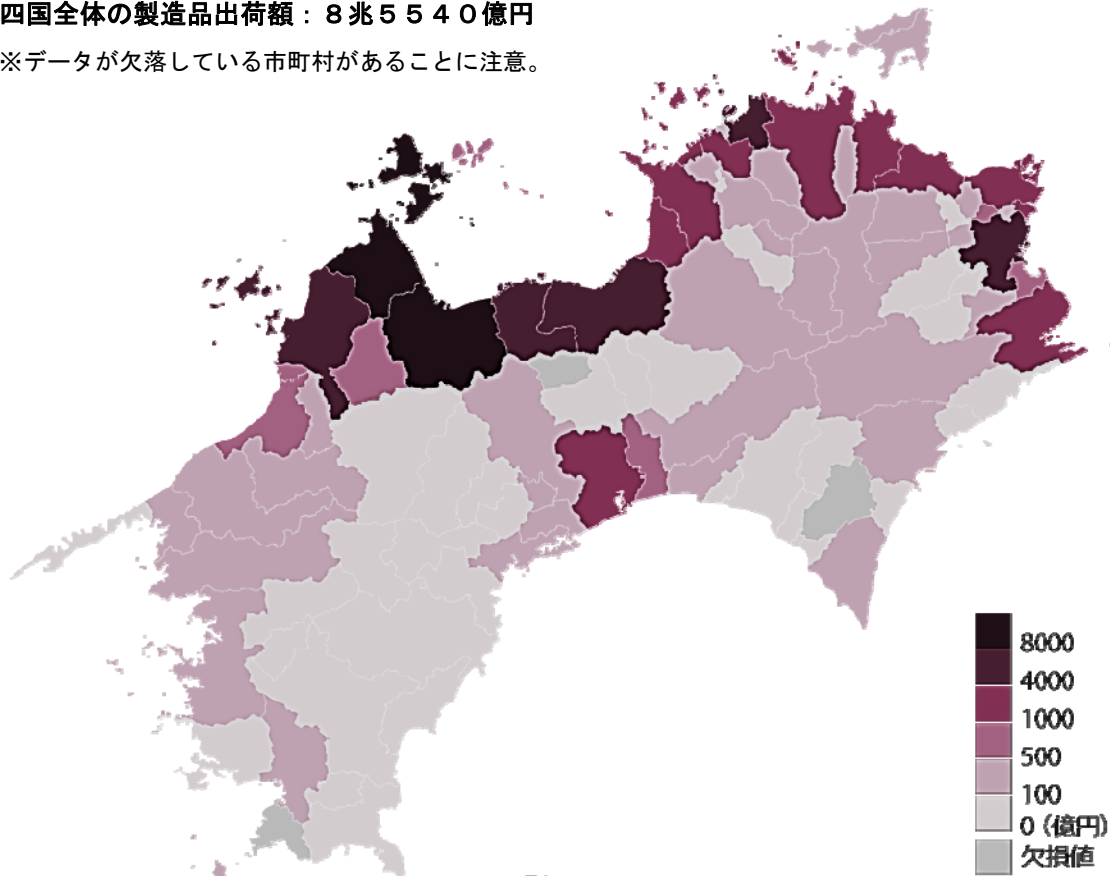 四国全体の製造品出荷額：８兆５５４０億円
※データが欠落している市町村があることに注意。
8000
4000
1000
500
100
0（億円）
欠損値